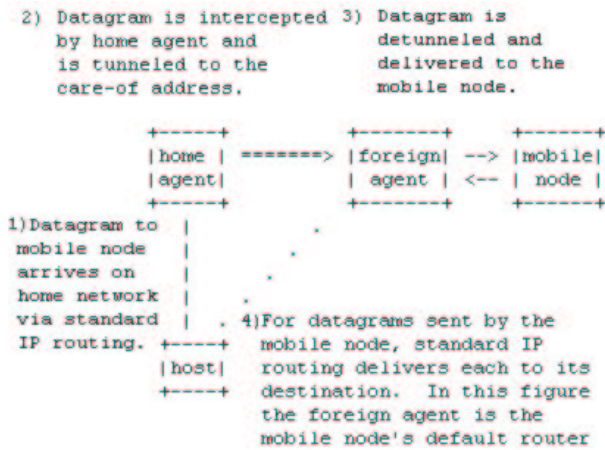 2) Datagram is intercepted 3) Datagram is
by home agent and detunneled and
is tunneled to the delivered to the
care-of address. mobile node.
+-----+ +-------+ +------+
|home | =======> |foreign| --> |mobile|
|agent| | agent | <-- | node |
+-----+ +-------+ +------+
1)Datagram to | .
mobile node | .
arrives on | .
home network | .
via standard | . 4)For datagrams sent by the
IP routing. +----+ mobile node, standard IP
|host| routing delivers each to its
+----+ destination. In this figure
the foreign agent is the
mobile node's default router